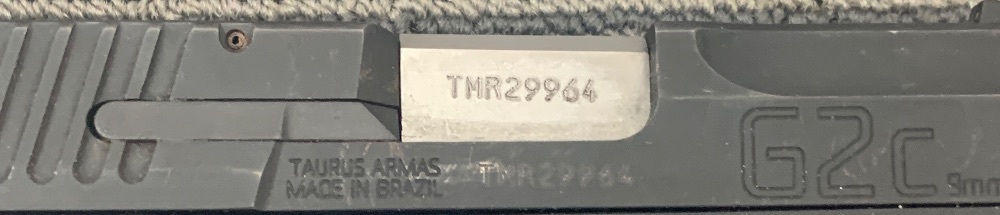 TMR29964
TAURUS ARMAS
MADE IN BRAZIL
TMR29964
G2C 9mm